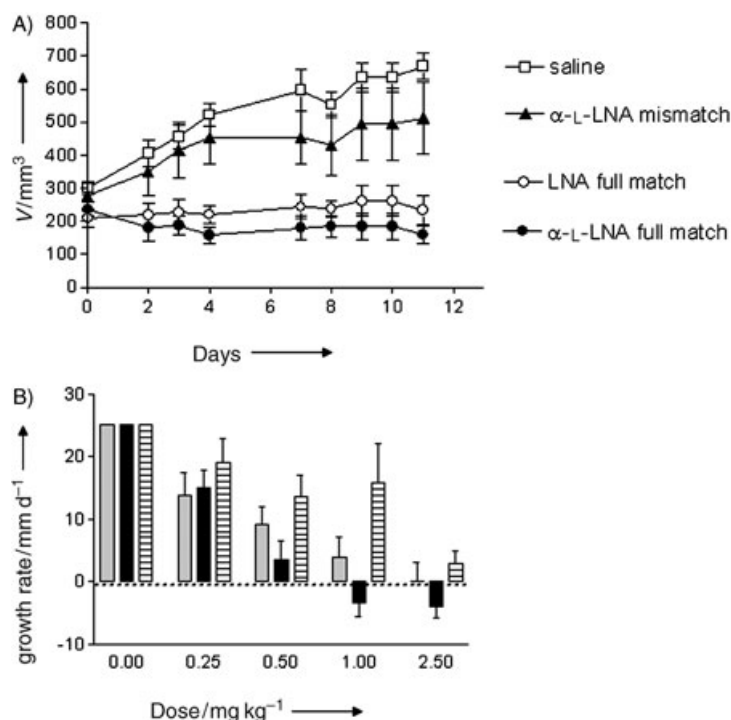 A)
800
700
600
500
400
300
200
100
0
V/mm³
0 2 4 6 8 10 12
Days
saline
α-L-LNA mismatch
LNA full match
α-L-LNA full match
B)
30
20
10
0
-10
growth rate/mm d⁻¹
0.00 0.25 0.50 1.00 2.50
Dose/mg kg⁻¹